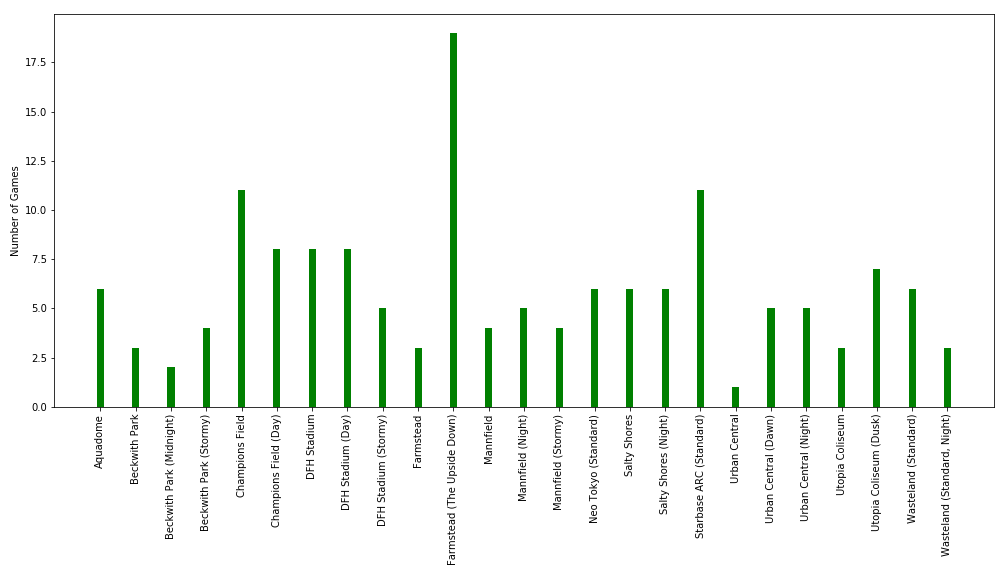 17.5
15.0
12.5
10.0
7.5
5.0
2.5
0.0
Number of Games
Aquadome
Beckwith Park
Beckwith Park (Midnight)
Beckwith Park (Stormy)
Champions Field
Champions Field (Day)
DFH Stadium
DFH Stadium (Day)
DFH Stadium (Stormy)
Farmstead
Farmstead (The Upside Down)
Mannfield
Mannfield (Night)
Mannfield (Stormy)
Neo Tokyo (Standard)
Salty Shores
Salty Shores (Night)
Starbase ARC (Standard)
Urban Central
Urban Central (Dawn)
Urban Central (Night)
Utopia Coliseum
Utopia Coliseum (Dusk)
Wasteland (Standard)
Wasteland (Standard, Night)